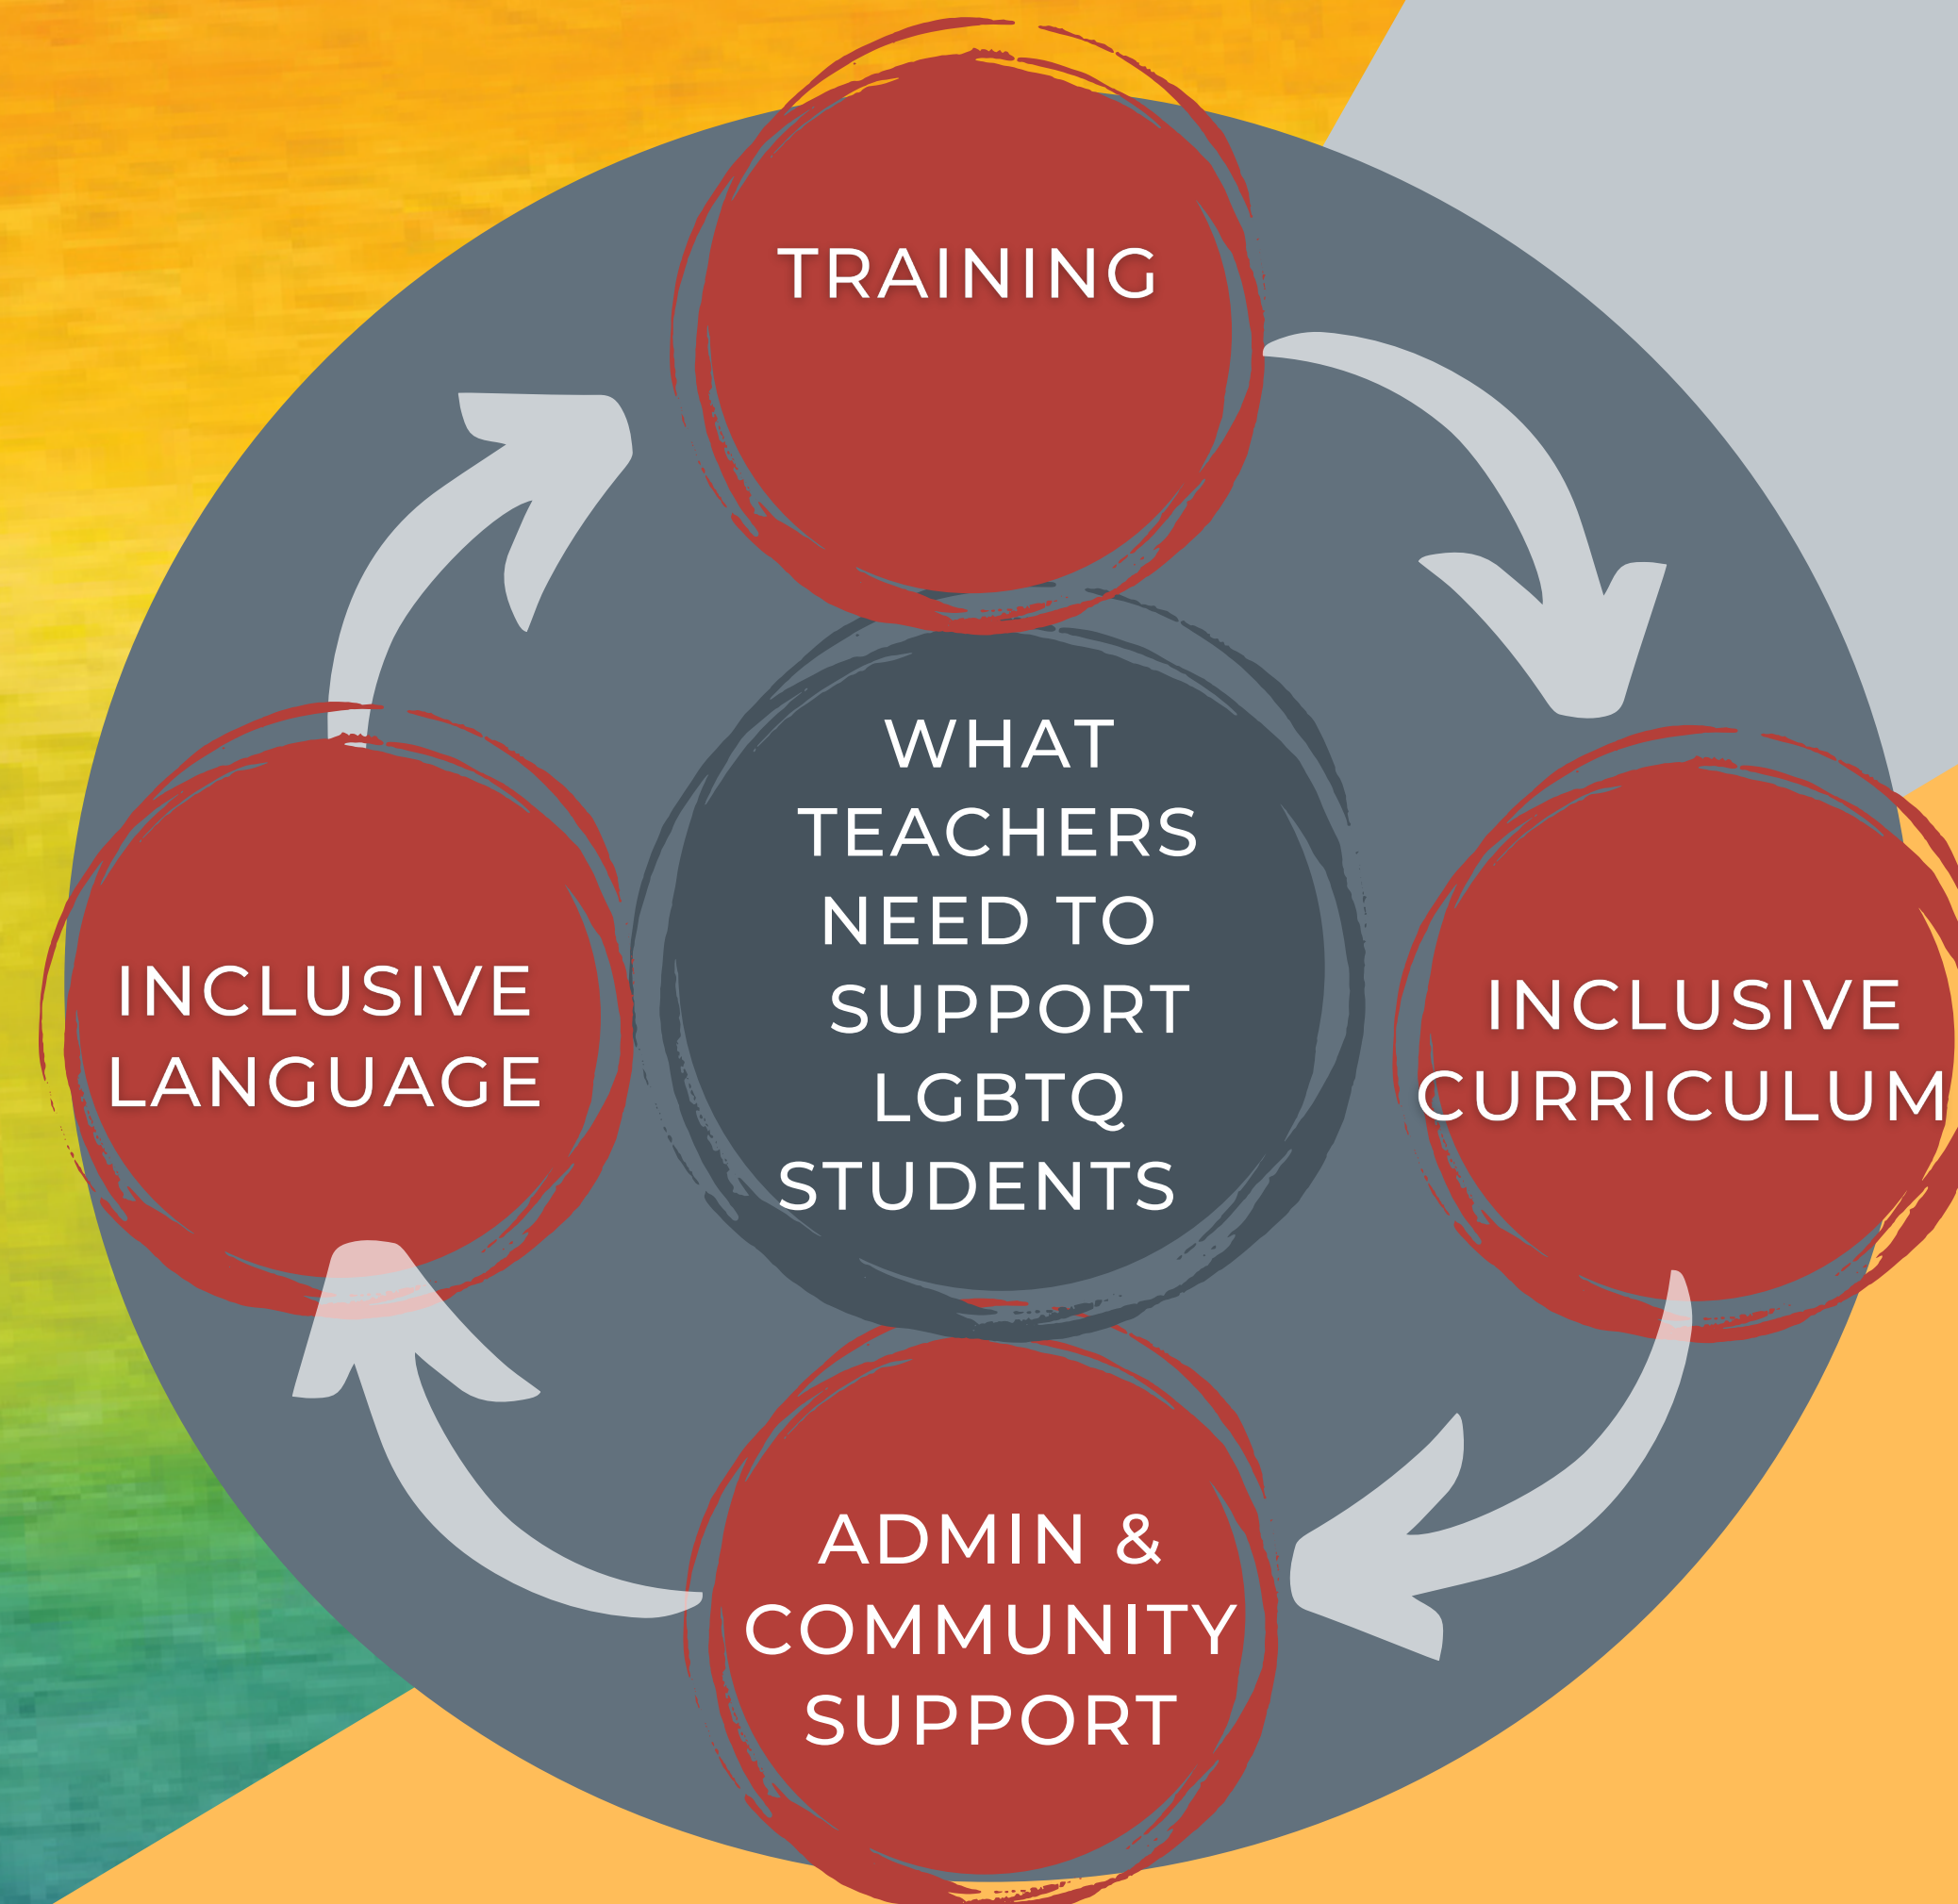 TRAINING
WHAT
TEACHERS
NEED TO
SUPPORT
LGBTQ
STUDENTS
INCLUSIVE
LANGUAGE
INCLUSIVE
CURRICULUM
ADMIN &
COMMUNITY
SUPPORT